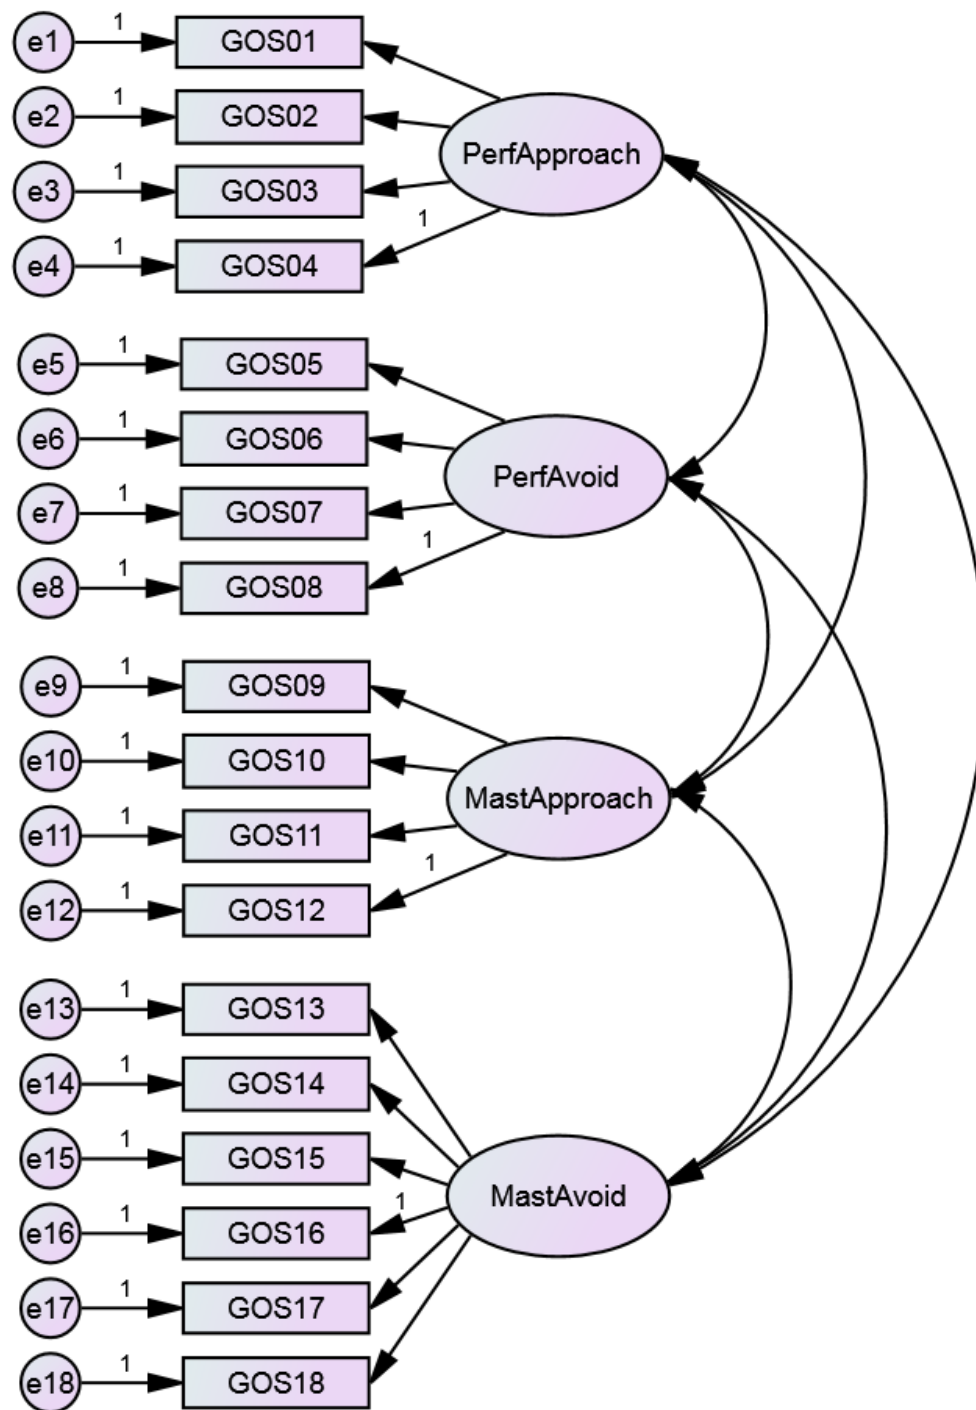 e1 1 GOS01
e2 1 GOS02
PerfApproach
e3 1 GOS03
1
e4 1 GOS04
e5 1 GOS05
e6 1 GOS06
PerfAvoid
e7 1 GOS07
1
e8 1 GOS08
e9 1 GOS09
e10 1 GOS10
MastApproach
e11 1 GOS11
1
e12 1 GOS12
e13 1 GOS13
e14 1 GOS14
e15 1 GOS15
MastAvoid
1
e16 1 GOS16
e17 1 GOS17
e18 1 GOS18